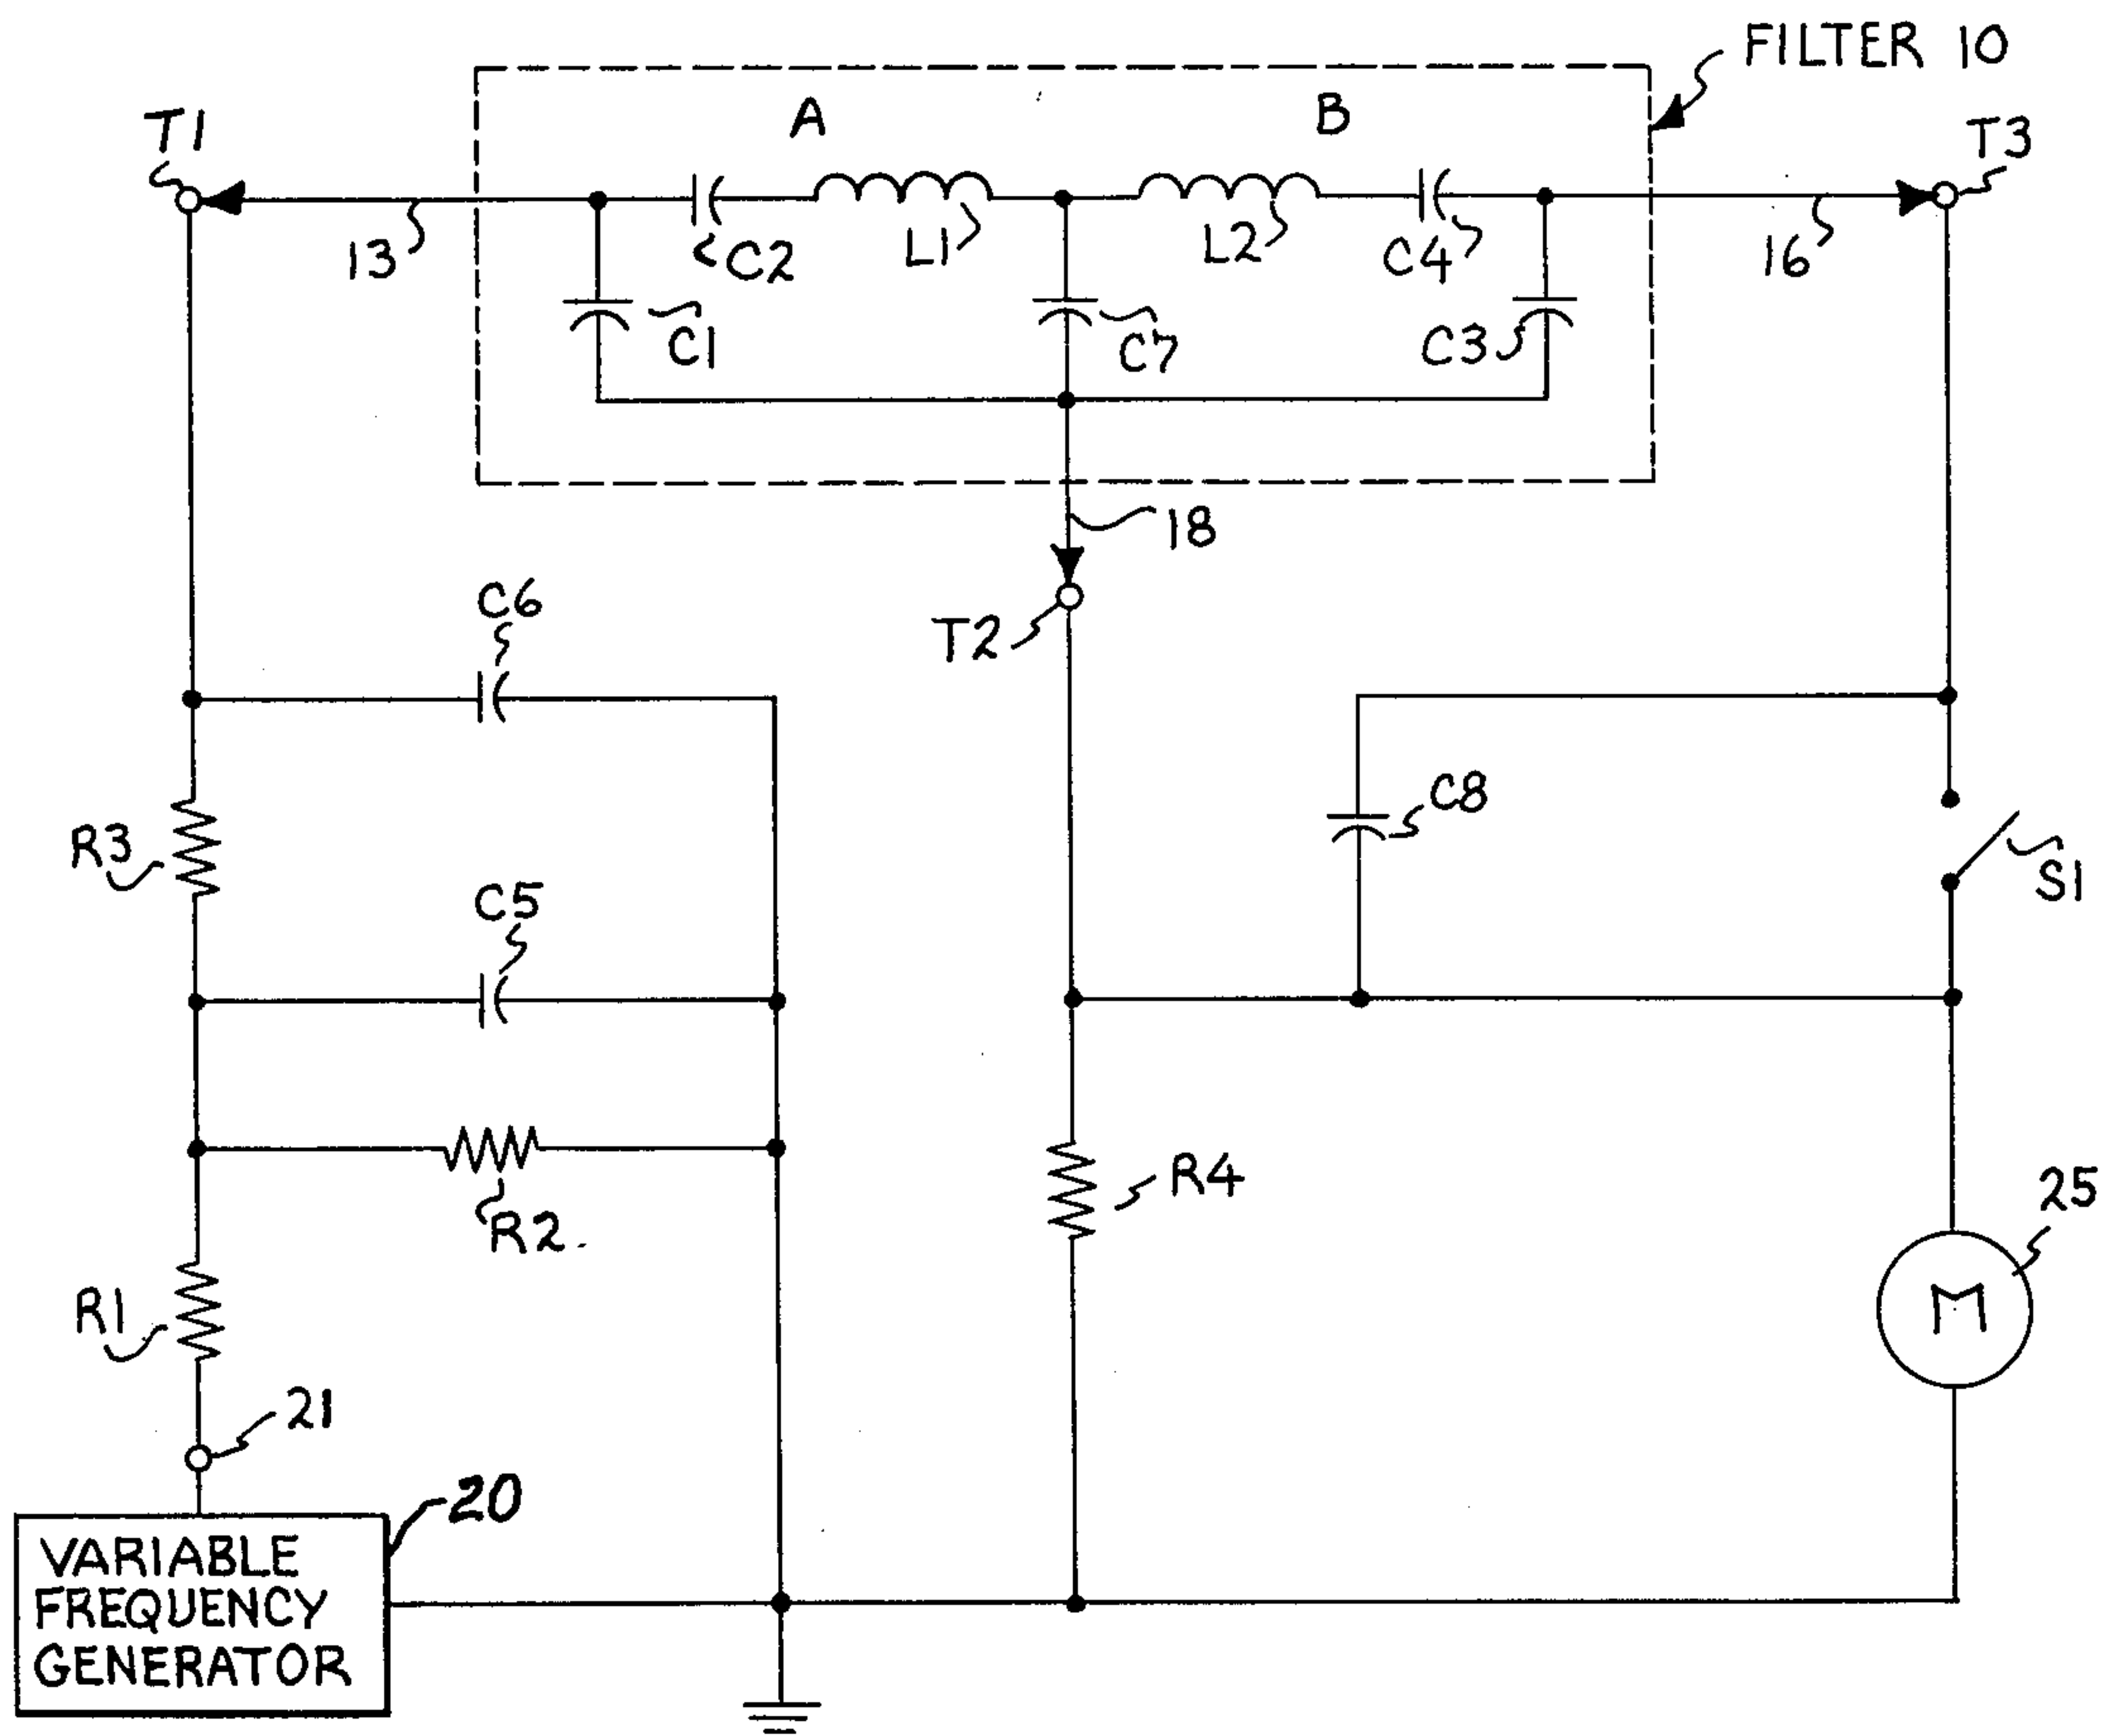 FILTER 10
T1
A
B
T3
13
C2
L1
L2
C4
16
C1
C7
C3
18
C6
T2
C8
R3
S1
C5
R4
25
R2
R1
M
21
20
VARIABLE
FREQUENCY
GENERATOR